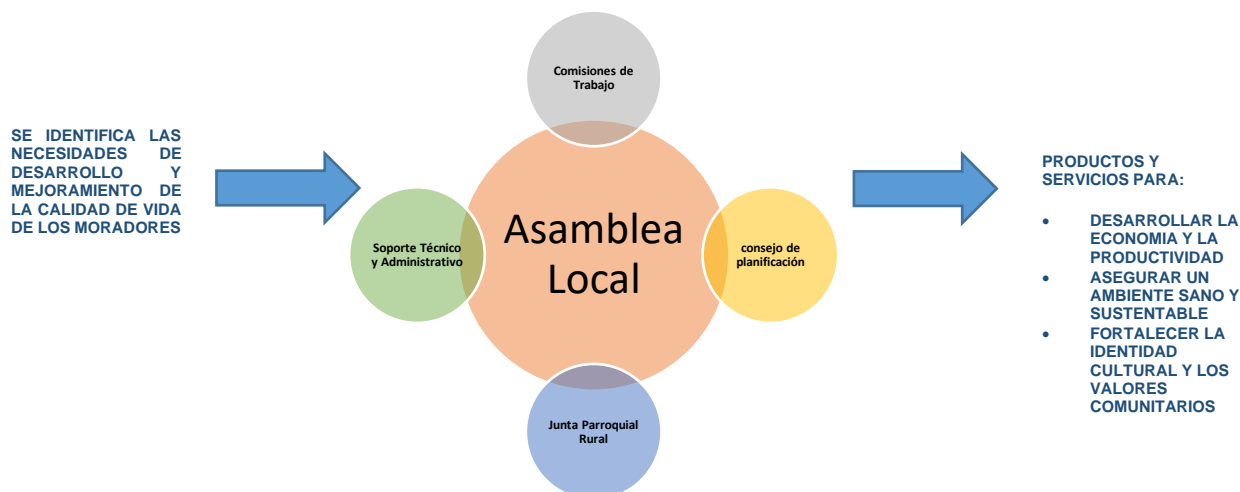 SE IDENTIFICA LAS
NECESIDADES DE
DESARROLLO Y
MEJORAMIENTO DE
LA CALIDAD DE VIDA
DE LOS MORADORES
Comisiones de
Trabajo
Soporte Técnico
y Administrativo
Asamblea
Local
consejo de
planificación
Junta Parroquial
Rural
PRODUCTOS Y
SERVICIOS PARA:
• DESARROLLAR LA
ECONOMIA Y LA
PRODUCTIVIDAD
• ASEGURAR UN
AMBIENTE SANO Y
SUSTENTABLE
• FORTALECER LA
IDENTIDAD
CULTURAL Y LOS
VALORES
COMUNITARIOS